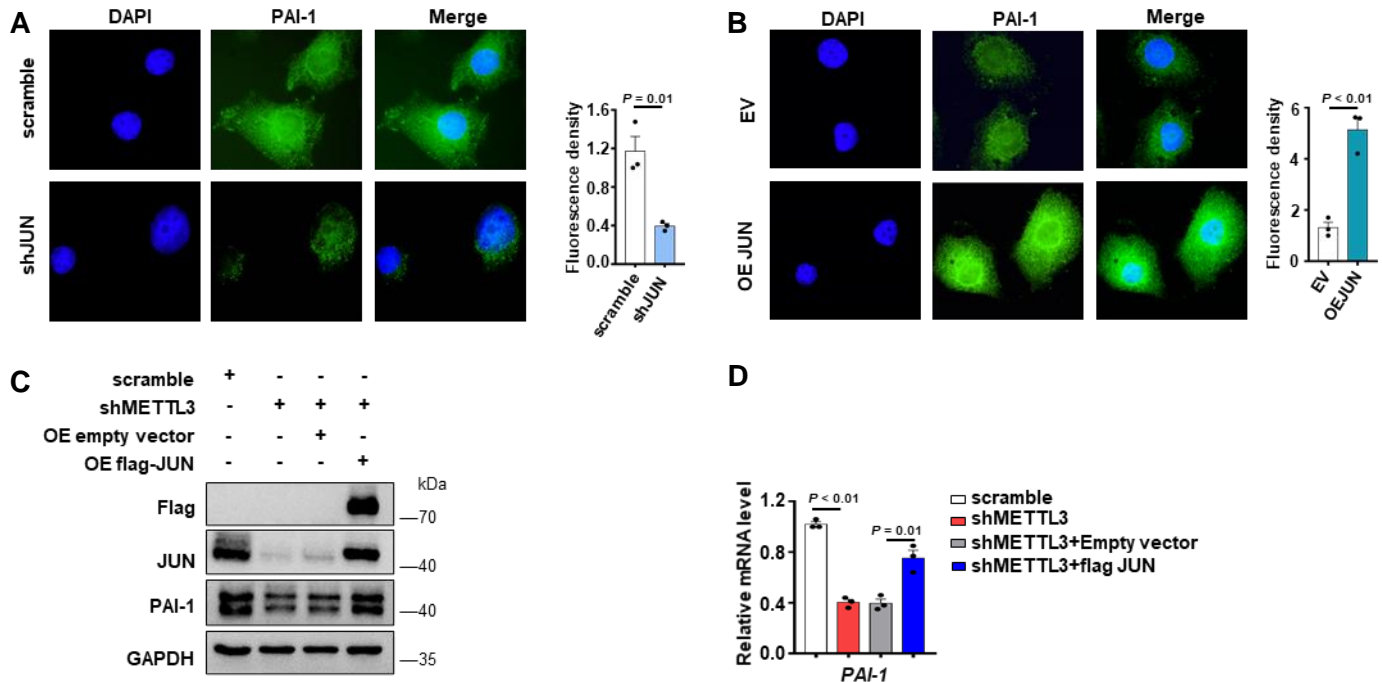 A
DAPI PAI-1 Merge
scramble
shJUN
Fluorescence density
1.6
1.2
0.8
0.4
0.0
P = 0.01
scramble
shJUN
B
DAPI PAI-1 Merge
EV
OE JUN
Fluorescence density
6
4
2
0
P < 0.01
EV
OEJUN
C
scramble + - - -
shMETTL3 - + + +
OE empty vector - - + -
OE flag-JUN - - - +
kDa
Flag —70
JUN —40
PAI-1 —40
GAPDH —35
D
Relative mRNA level
1.2
0.8
0.4
0.0
P < 0.01
P = 0.01
PAI-1
scramble
shMETTL3
shMETTL3+Empty vector
shMETTL3+flag JUN